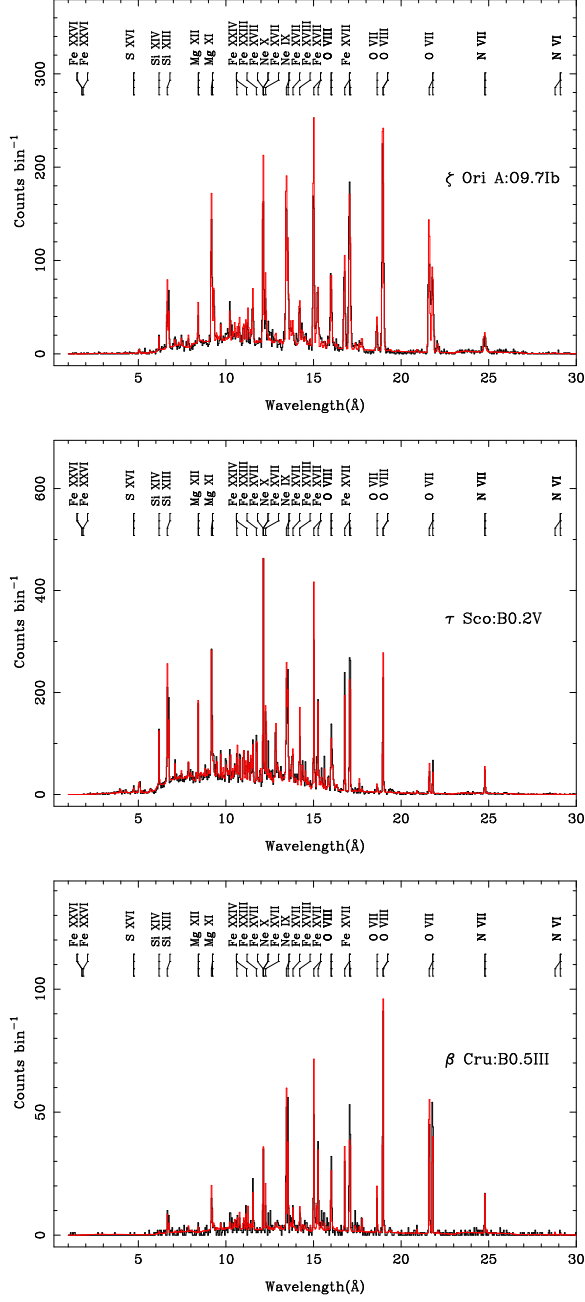 Fe XXVI
Fe XXVI
S XVI
Si XIV
Si XIII
Mg XII
Mg XI
Fe XXIV
Fe XXIII
Fe XVII
Ne X
Fe XVII
Ne IX
Fe XVII
Fe XVIII
Fe XVII
O VIII
Fe XVII
O VII
O VIII
O VII
N VII
N VI
300
200
100
0
Counts bin⁻¹
ζ Ori A:O9.7Ib
5 10 15 20 25 30
Wavelength(Å)
Fe XXVI
Fe XXVI
S XVI
Si XIV
Si XIII
Mg XII
Mg XI
Fe XXIV
Fe XXIII
Fe XVII
Ne X
Fe XVII
Ne IX
Fe XVII
Fe XVIII
Fe XVII
O VIII
Fe XVII
O VII
O VIII
O VII
N VII
N VI
600
400
200
0
Counts bin⁻¹
τ Sco:B0.2V
5 10 15 20 25 30
Wavelength(Å)
Fe XXVI
Fe XXVI
S XVI
Si XIV
Si XIII
Mg XII
Mg XI
Fe XXIV
Fe XXIII
Fe XVII
Ne X
Fe XVII
Ne IX
Fe XVII
Fe XVIII
Fe XVII
O VIII
Fe XVII
O VII
O VIII
O VII
N VII
N VI
100
50
0
Counts bin⁻¹
β Cru:B0.5III
5 10 15 20 25 30
Wavelength(Å)